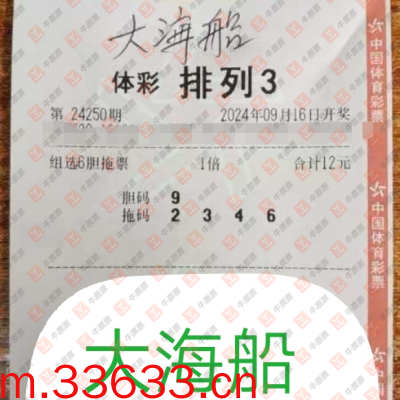 大海船
体彩 排列3
第 24250期 2024年09月16日开奖
组选6胆拖票 1倍 合计12元
胆码 9
拖码 2 3 4 6
大海船
m.33633.cn
中国体育彩票
中国体育彩票
中